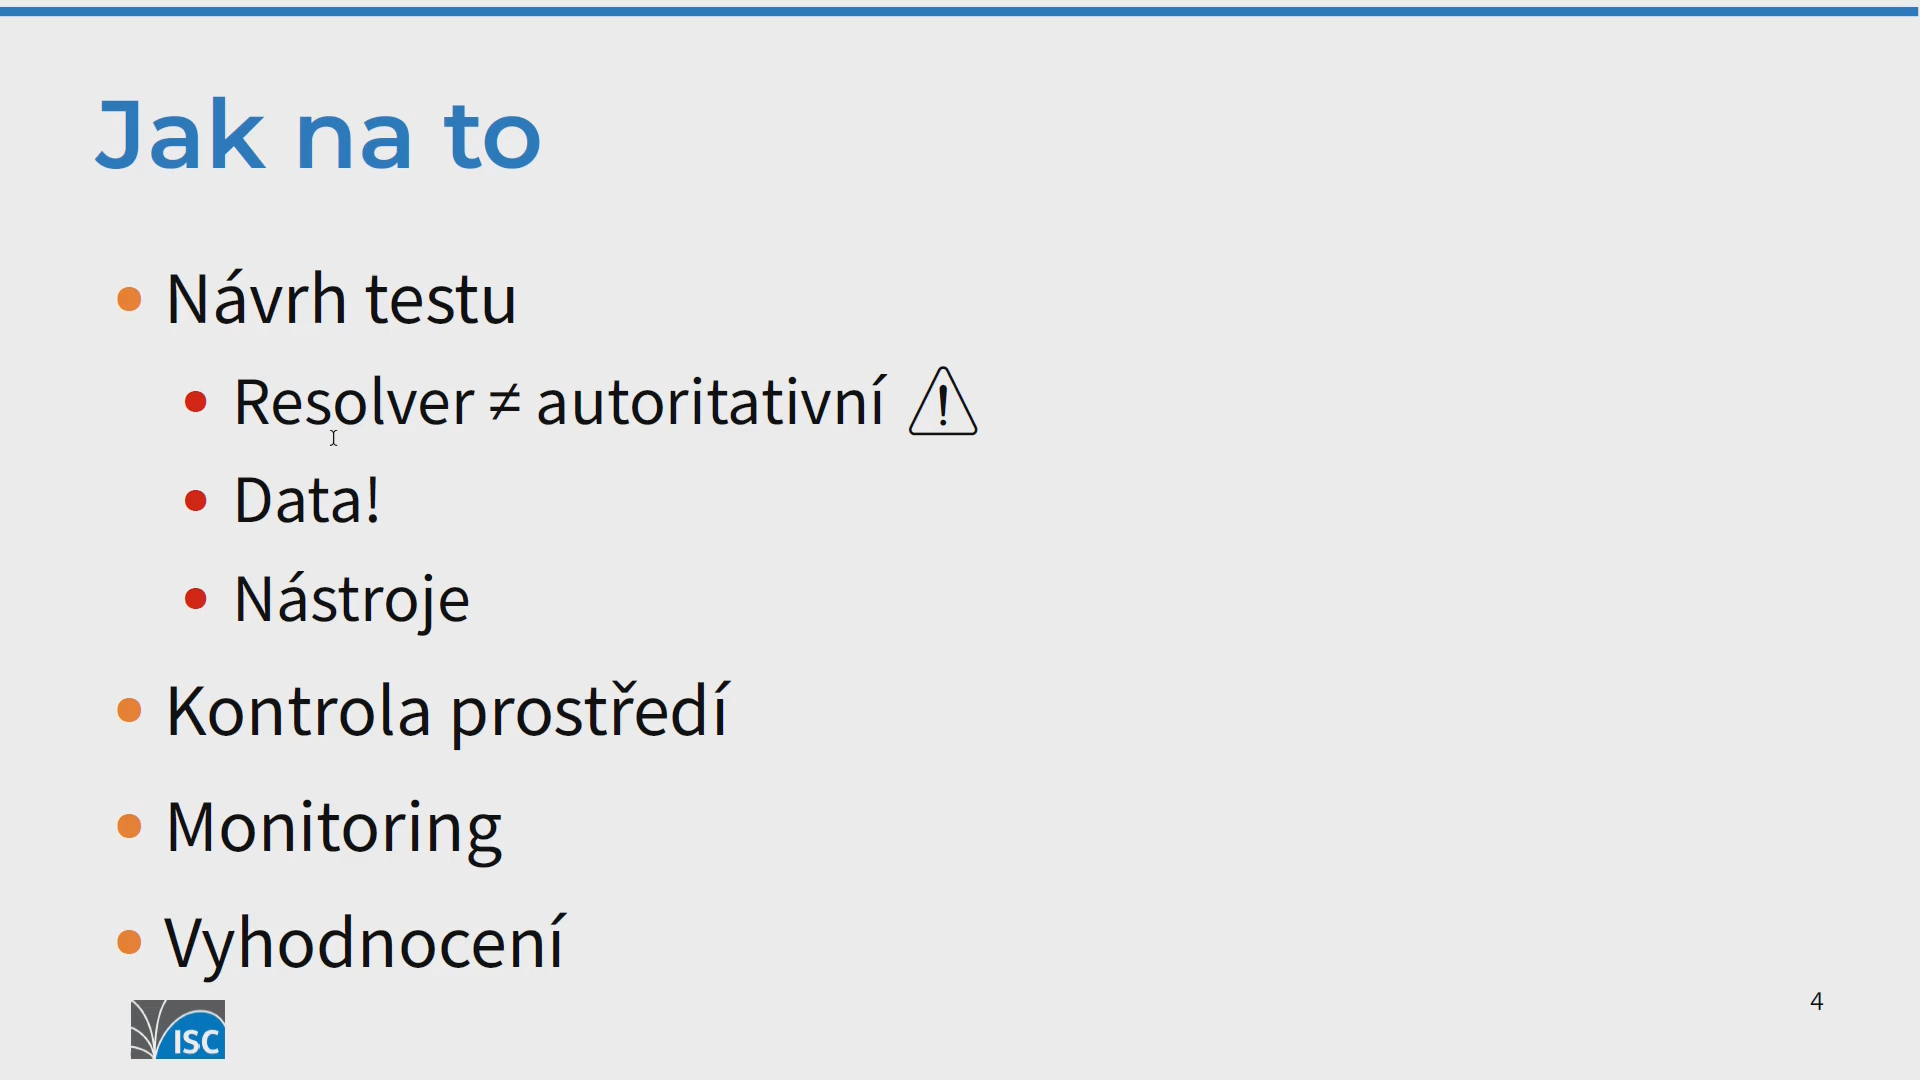 Jak na to
• Návrh testu
• Resolver ≠ autoritativní ⚠
• Data!
• Nástroje
• Kontrola prostředí
• Monitoring
• Vyhodnocení
ISC
4